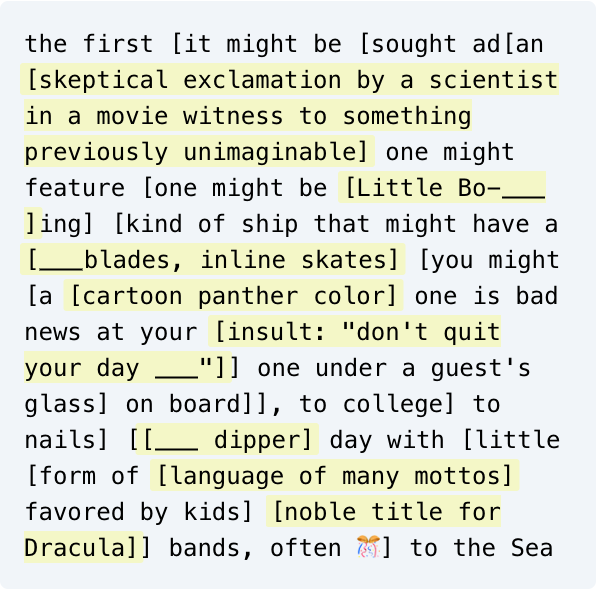 the first [it might be [sought ad[an
[skeptical exclamation by a scientist
in a movie witness to something
previously unimaginable] one might
feature [one might be [Little Bo-___
]ing] [kind of ship that might have a
[___blades, inline skates] [you might
[a [cartoon panther color] one is bad
news at your [insult: "don't quit
your day ___"]] one under a guest's
glass] on board]], to college] to
nails] [[___ dipper] day with [little
[form of [language of many mottos]
favored by kids] [noble title for
Dracula]] bands, often 🎊] to the Sea